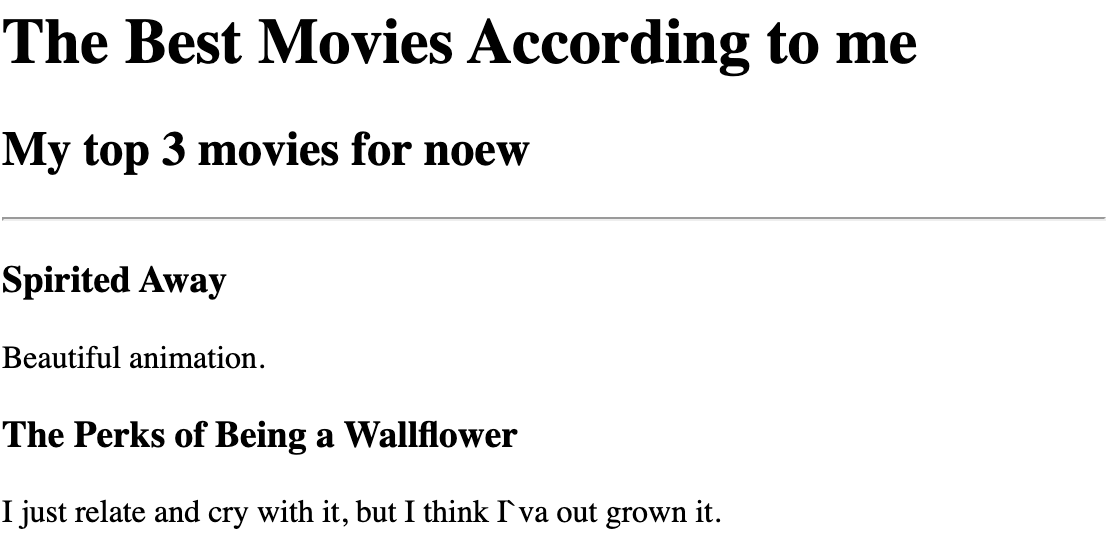 The Best Movies According to me
My top 3 movies for noew
Spirited Away
Beautiful animation.
The Perks of Being a Wallflower
I just relate and cry with it, but I think I`va out grown it.